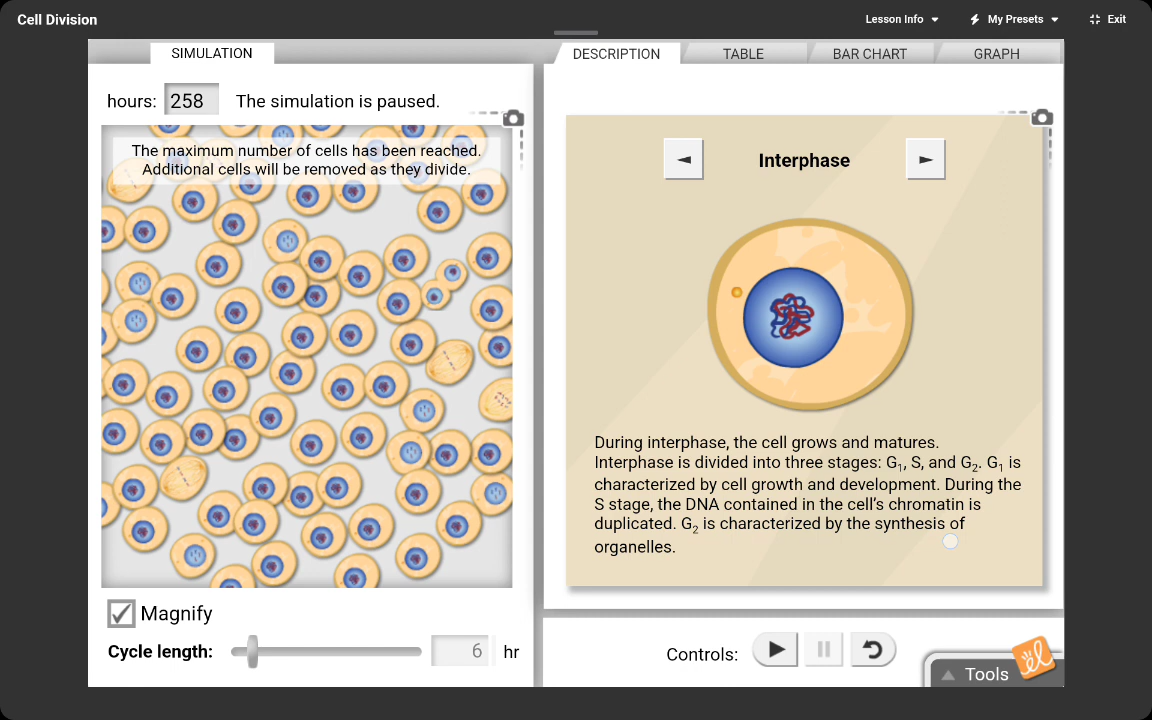 Cell Division
Lesson Info
My Presets
Exit
SIMULATION
DESCRIPTION
TABLE
BAR CHART
GRAPH
hours: 258 The simulation is paused.
The maximum number of cells has been reached.
Additional cells will be removed as they divide.
Interphase
During interphase, the cell grows and matures.
Interphase is divided into three stages: G₁, S, and G₂. G₁ is
characterized by cell growth and development. During the
S stage, the DNA contained in the cell's chromatin is
duplicated. G₂ is characterized by the synthesis of
organelles.
Magnify
Cycle length: 6 hr
Controls:
Tools
el